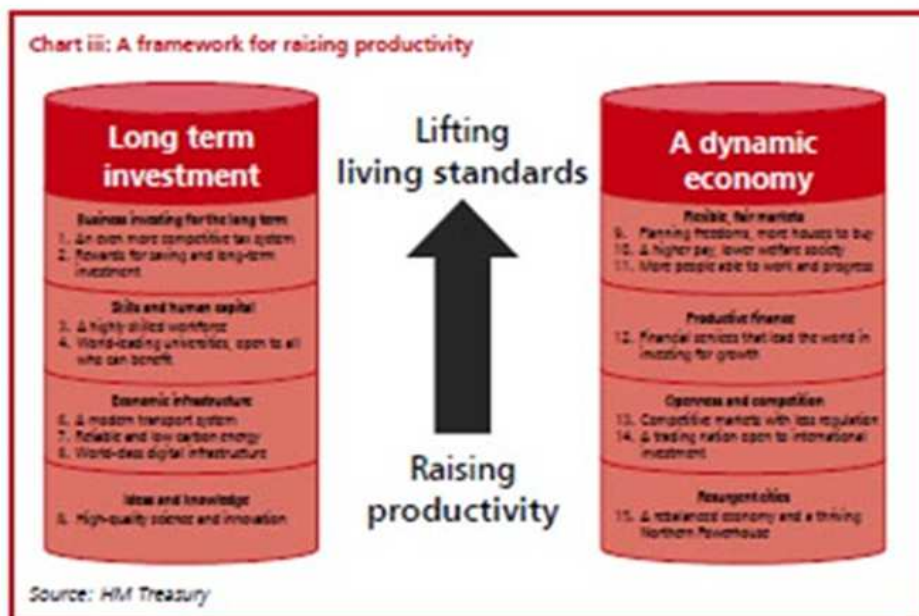 Chart iii: A framework for raising productivity
Long term
investment
Business investing for the long term
1. An even more competitive tax system
2. Rewards for saving and long-term
investment
Skills and human capital
3. A highly skilled workforce
4. World-leading universities, open to all
who can benefit
Economic infrastructure
A modern transport system
7. Reliable and low carbon energy
World-class digital infrastructure
Ideas and knowledge
High-quality science and innovation
Lifting
living standards
Raising
productivity
A dynamic
economy
Flexible, fair markets
9. Planning freedoms, more houses to buy
10. A higher pay, lower welfare society
11. More people able to work and progress
Productive finance
12. Financial services that lead the world in
investing for growth
Openness and competition
13. Competitive markets with less regulation
14. A trading nation open to international
investment
Resurgent cities
15. A rebalanced economy and a thriving
Northern Powerhouse
Source: HM Treasury